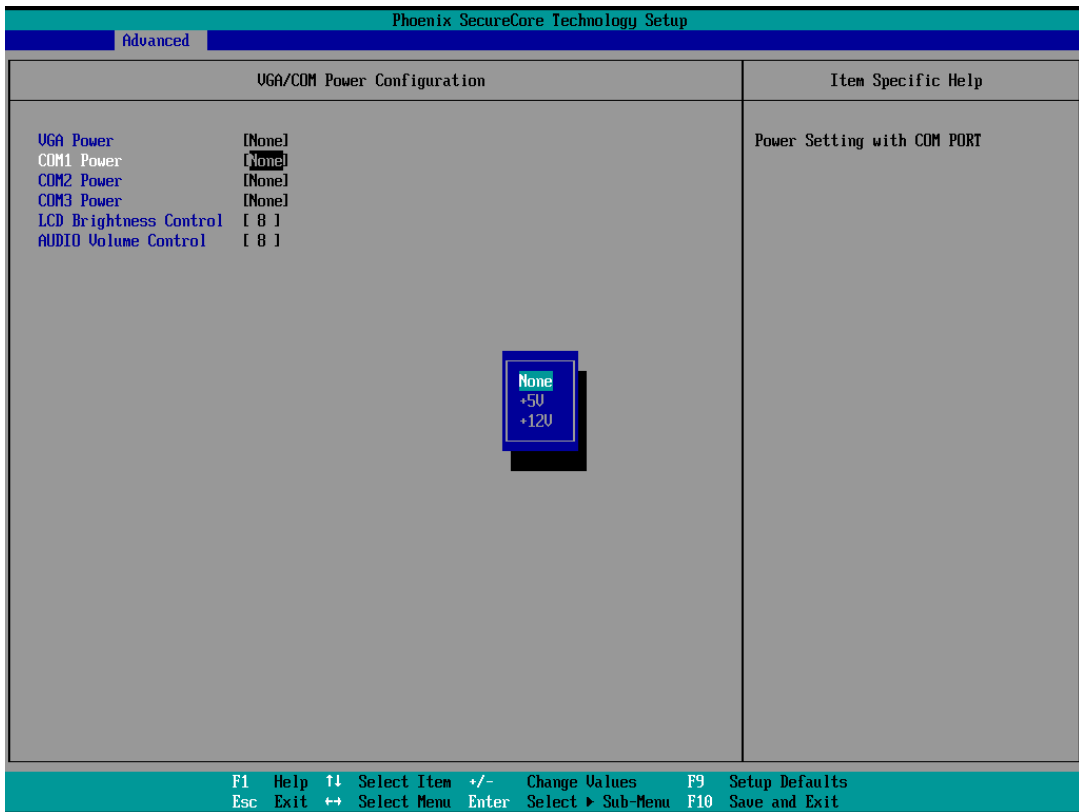 Phoenix SecureCore Technology Setup
Advanced
VGA/COM Power Configuration
Item Specific Help
VGA Power [None]
Power Setting with COM PORT
COM1 Power [None]
COM2 Power [None]
COM3 Power [None]
LCD Brightness Control [ 8 ]
AUDIO Volume Control [ 8 ]
None
+5V
+12V
F1 Help ↑↓ Select Item +/- Change Values F9 Setup Defaults
Esc Exit ↔ Select Menu Enter Select ▸ Sub-Menu F10 Save and Exit